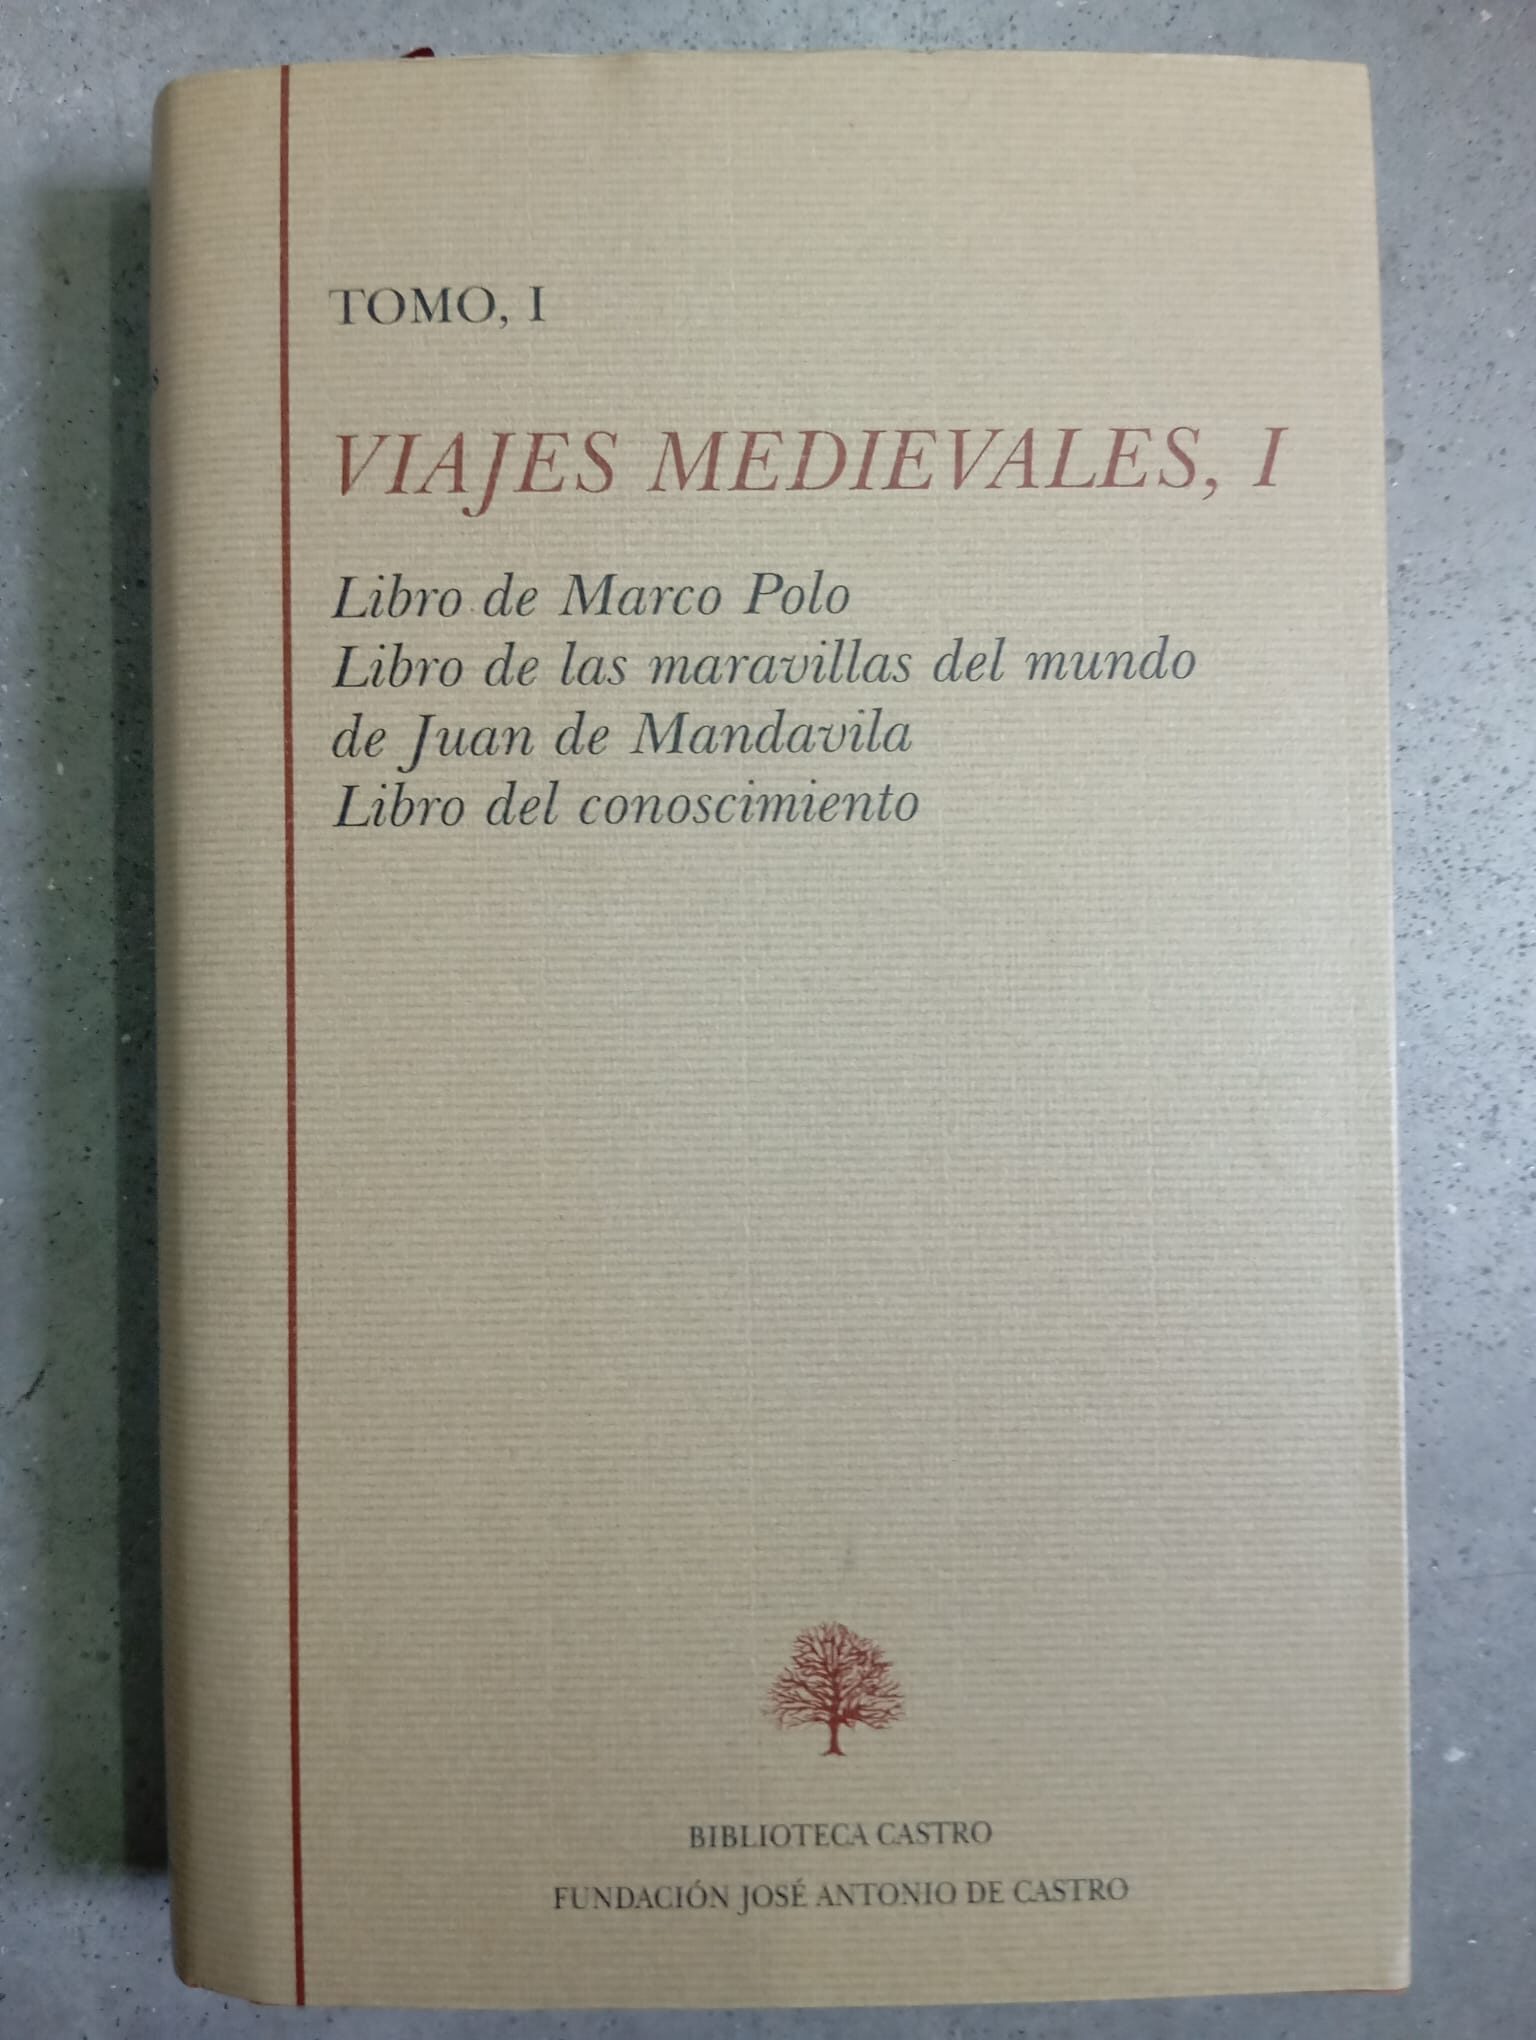 TOMO, I
VIAJES MEDIEVALES, I
Libro de Marco Polo
Libro de las maravillas del mundo
de Juan de Mandavila
Libro del conoscimiento
BIBLIOTECA CASTRO
FUNDACIÓN JOSÉ ANTONIO DE CASTRO